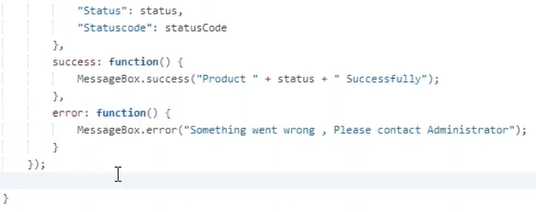 "Status": status,
"Statuscode": statusCode
},
success: function() {
MessageBox.success("Product " + status + " Successfully");
},
error: function() {
MessageBox.error("Something went wrong , Please contact Administrator");
}
});
}